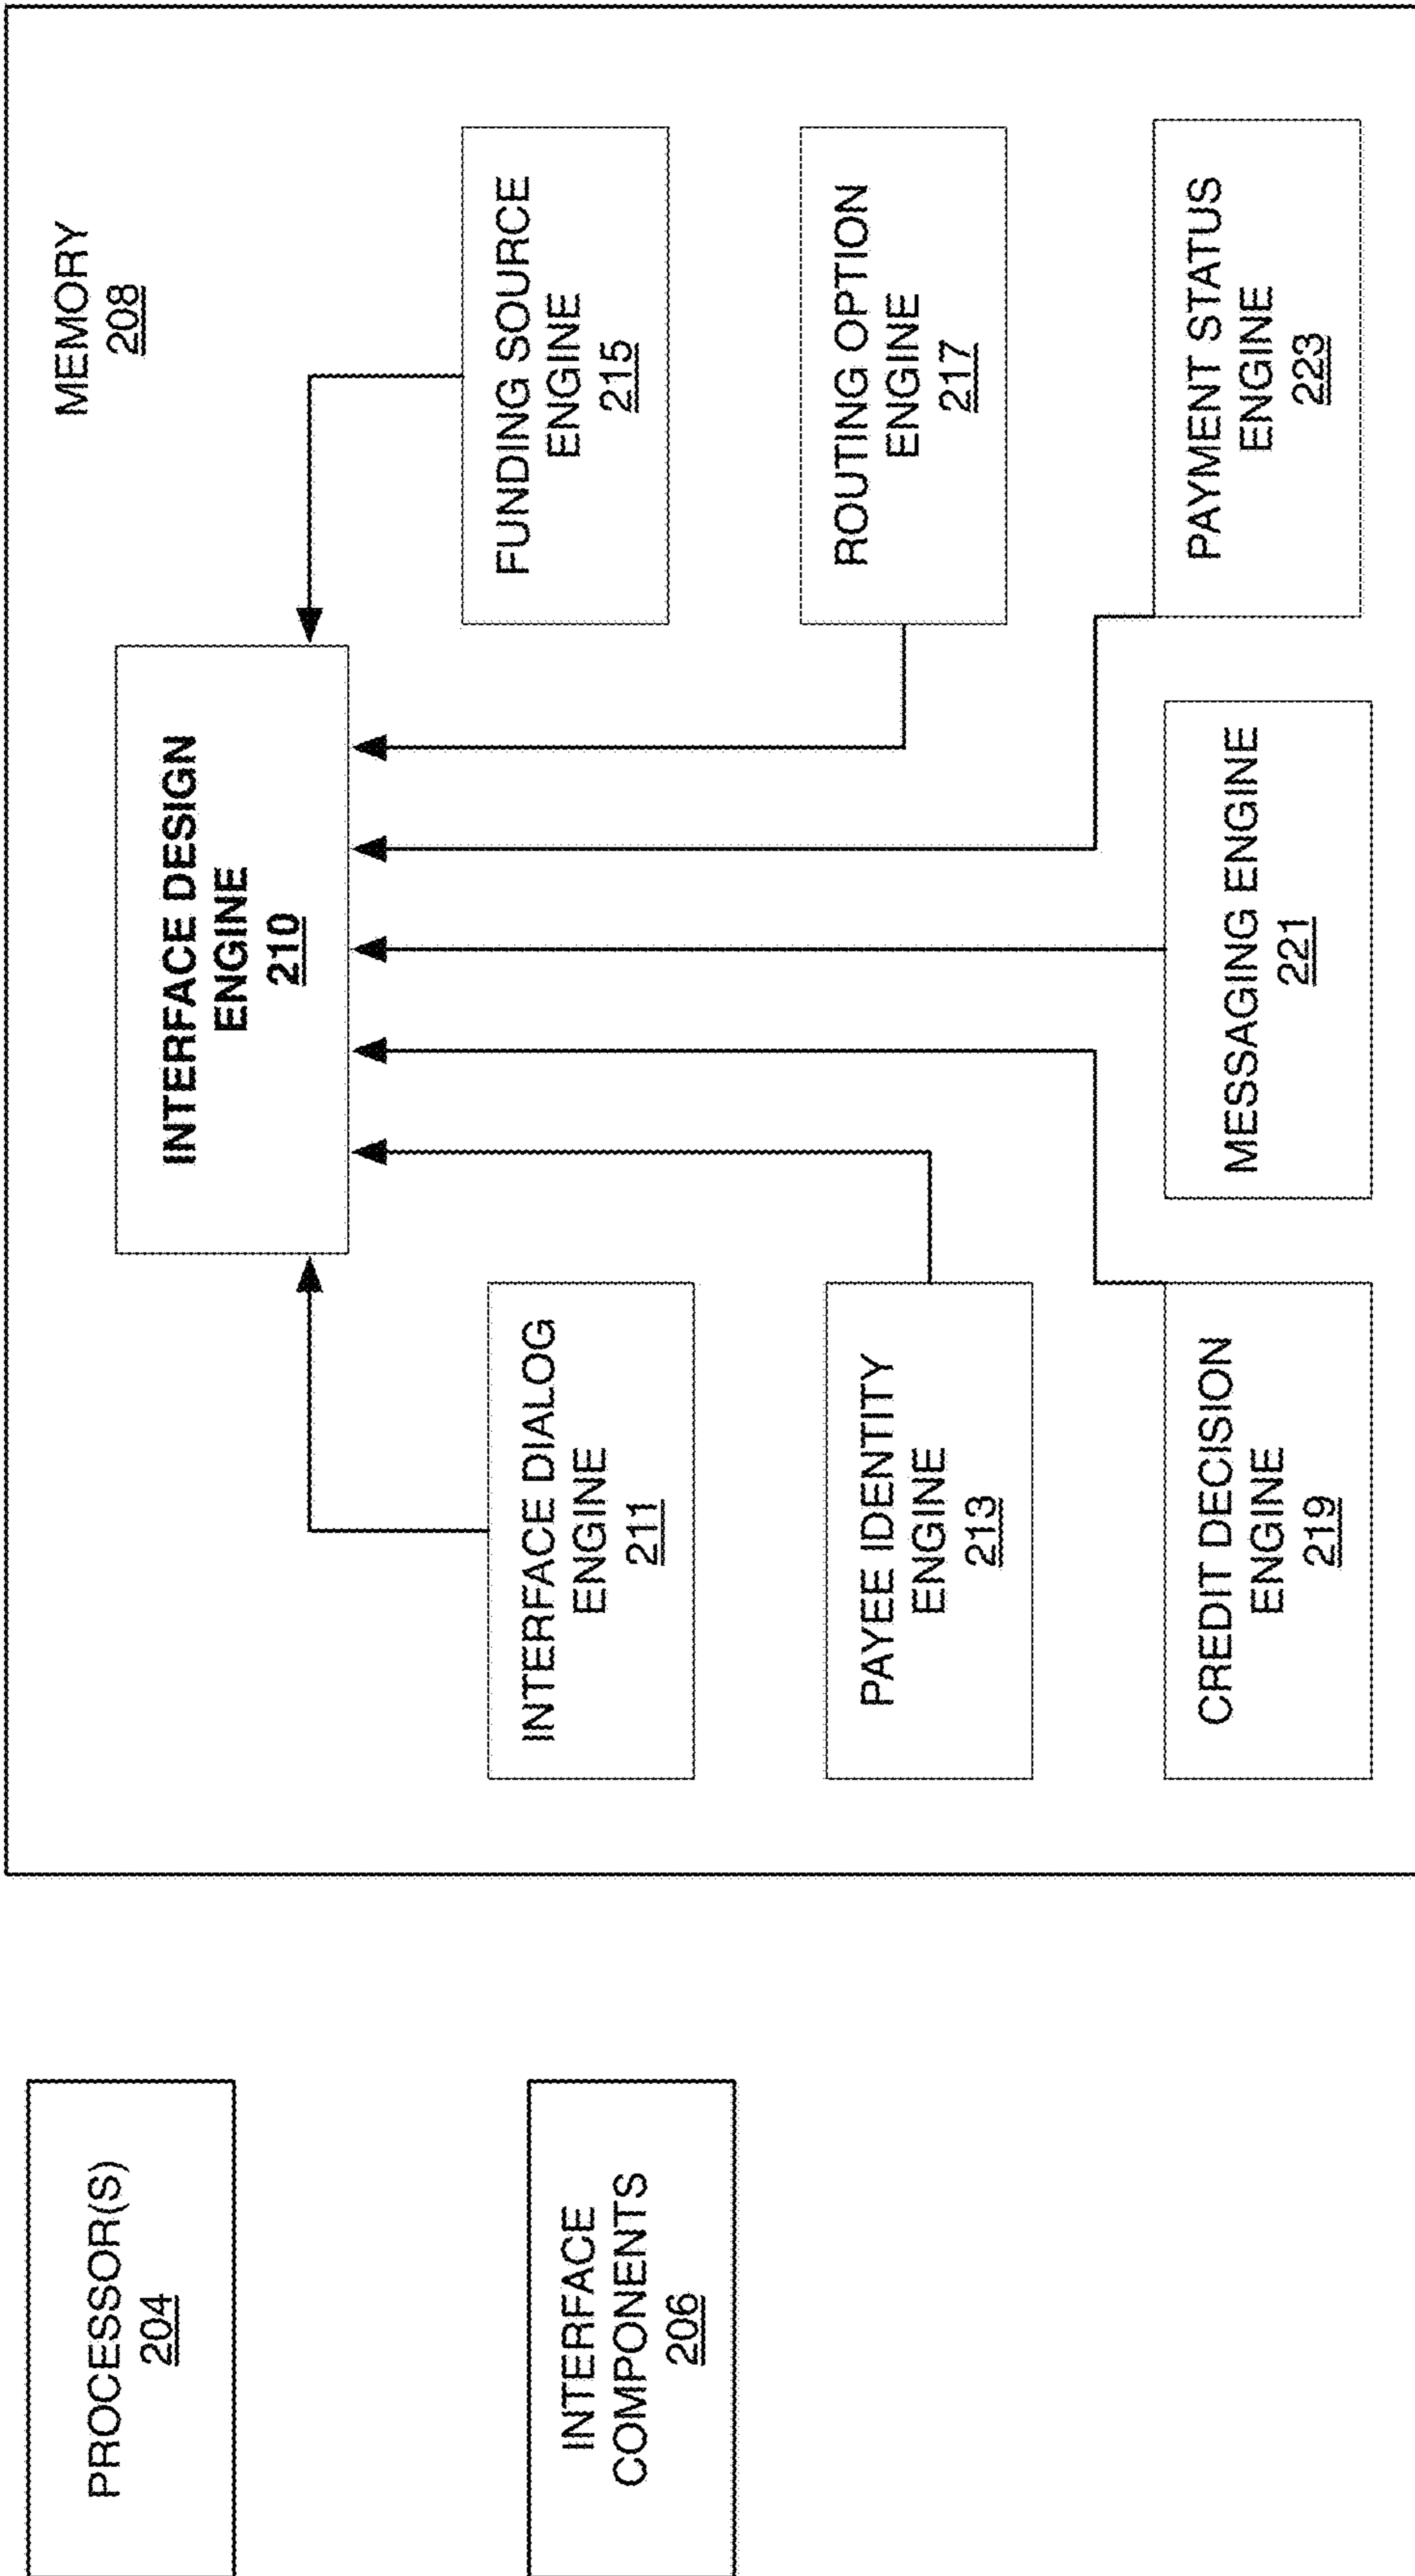 PROCESSOR(S)
204
INTERFACE
COMPONENTS
206
MEMORY
208
INTERFACE DESIGN
ENGINE
210
INTERFACE DIALOG
ENGINE
211
FUNDING SOURCE
ENGINE
215
PAYEE IDENTITY
ENGINE
213
ROUTING OPTION
ENGINE
217
CREDIT DECISION
ENGINE
219
MESSAGING ENGINE
221
PAYMENT STATUS
ENGINE
223